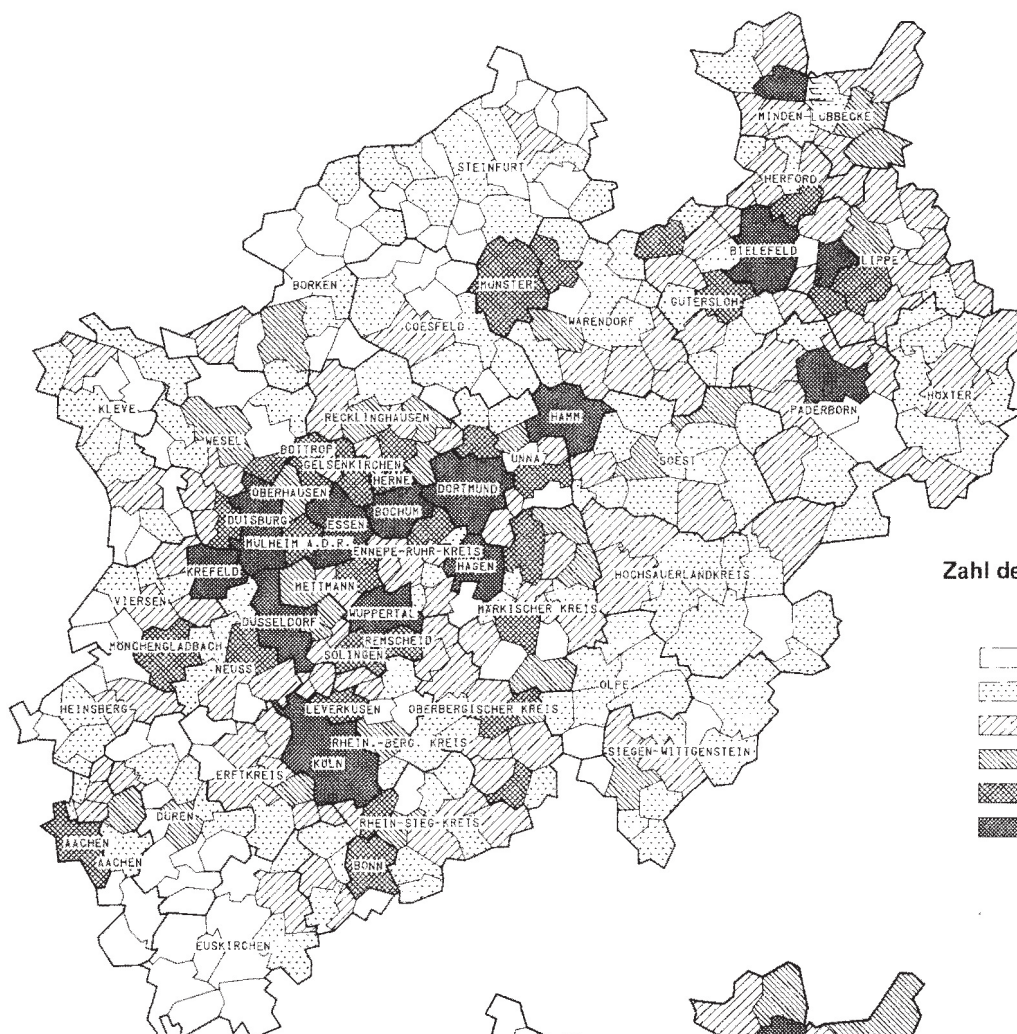 MINDEN-LÜBBECKE
STEINFURT
HERFORD
BIELEFELD
LIPPE
BORKEN
MÜNSTER
GÜTERSLOH
COESFELD
WARENDORF
KLEVE
RECKLINGHAUSEN
HAMM
PADERBORN
HÖXTER
WESEL
BOTTROP
UNNA
SOEST
GELSENKIRCHEN
HERNE
OBERHAUSEN
DORTMUND
DUISBURG
ESSEN
BOCHUM
MÜLHEIM A.D.R.
ENNEPE-RUHR-KREIS
HAGEN
KREFELD
METTMANN
HOCHSAUERLANDKREIS
Zahl de
VIERSEN
WUPPERTAL
MÄRKISCHER KREIS
DÜSSELDORF
MÖNCHENGLADBACH
REMSCHEID
SOLINGEN
NEUSS
OLPE
HEINSBERG
LEVERKUSEN
OBERBERGISCHER KREIS
RHEIN.-BERG. KREIS
SIEGEN-WITTGENSTEIN
KÖLN
ERFTKREIS
DÜREN
RHEIN-SIEG-KREIS
AACHEN
AACHEN
BONN
EUSKIRCHEN